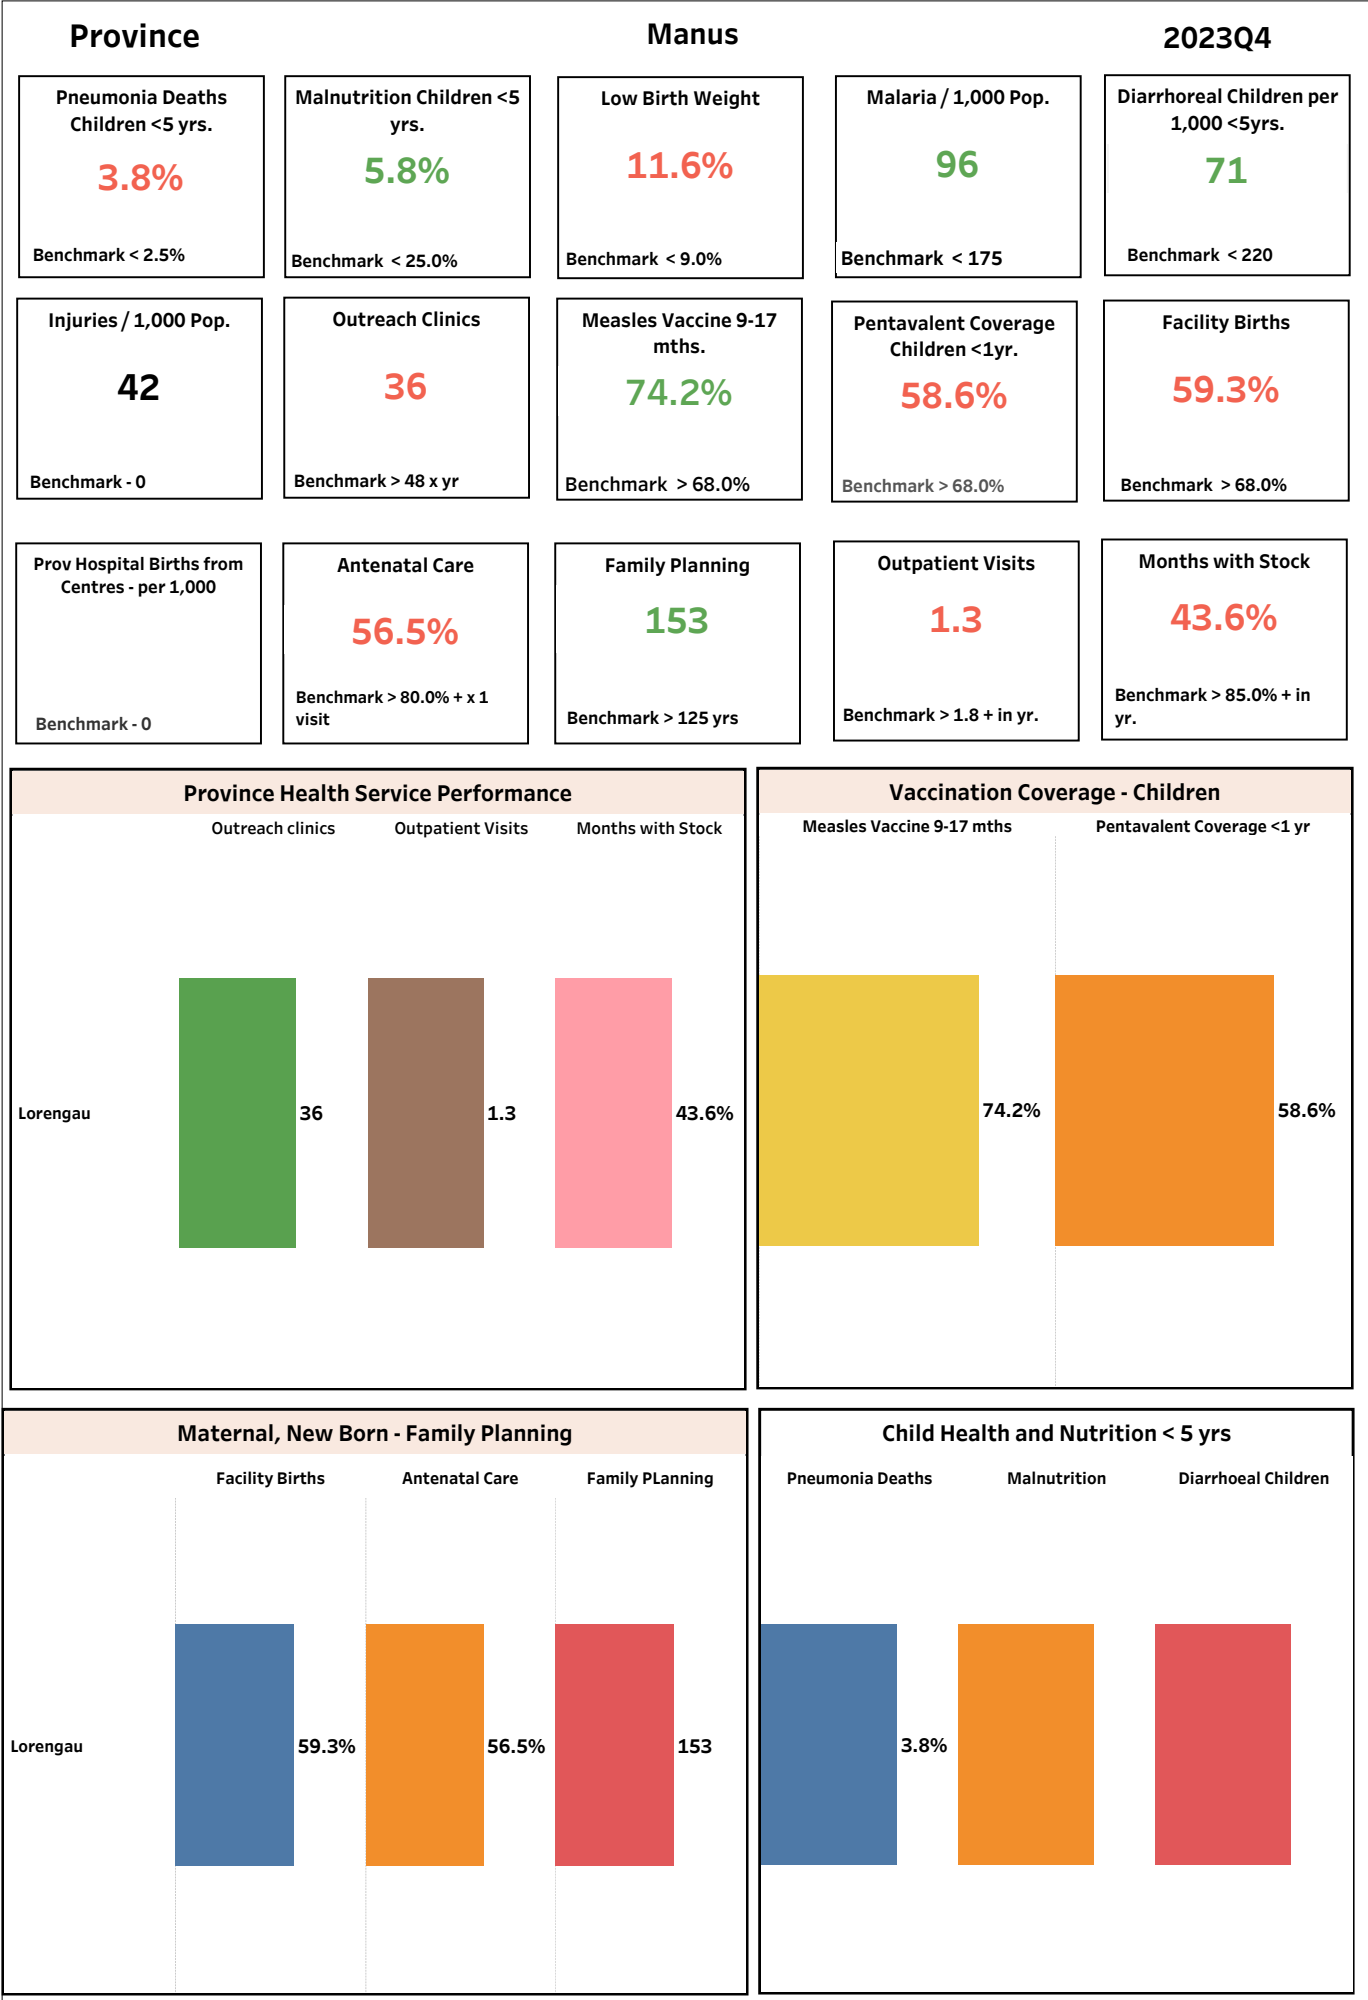 Province
Manus
2023Q4
Pneumonia Deaths
Children <5 yrs.
3.8%
Benchmark < 2.5%
Malnutrition Children <5
yrs.
5.8%
Benchmark < 25.0%
Low Birth Weight
11.6%
Benchmark < 9.0%
Malaria / 1,000 Pop.
96
Benchmark < 175
Diarrhoreal Children per
1,000 <5yrs.
71
Benchmark < 220
Injuries / 1,000 Pop.
42
Benchmark - 0
Outreach Clinics
36
Benchmark > 48 x yr
Measles Vaccine 9-17
mths.
74.2%
Benchmark > 68.0%
Pentavalent Coverage
Children <1yr.
58.6%
Benchmark > 68.0%
Facility Births
59.3%
Benchmark > 68.0%
Prov Hospital Births from
Centres - per 1,000
Benchmark - 0
Antenatal Care
56.5%
Benchmark > 80.0% + x 1
visit
Family Planning
153
Benchmark > 125 yrs
Outpatient Visits
1.3
Benchmark > 1.8 + in yr.
Months with Stock
43.6%
Benchmark > 85.0% + in
yr.
Province Health Service Performance
Outreach clinics
Outpatient Visits
Months with Stock
Lorengau
36
1.3
43.6%
Vaccination Coverage - Children
Measles Vaccine 9-17 mths
Pentavalent Coverage <1 yr
74.2%
58.6%
Maternal, New Born - Family Planning
Facility Births
Antenatal Care
Family PLanning
Lorengau
59.3%
56.5%
153
Child Health and Nutrition < 5 yrs
Pneumonia Deaths
Malnutrition
Diarrhoeal Children
3.8%